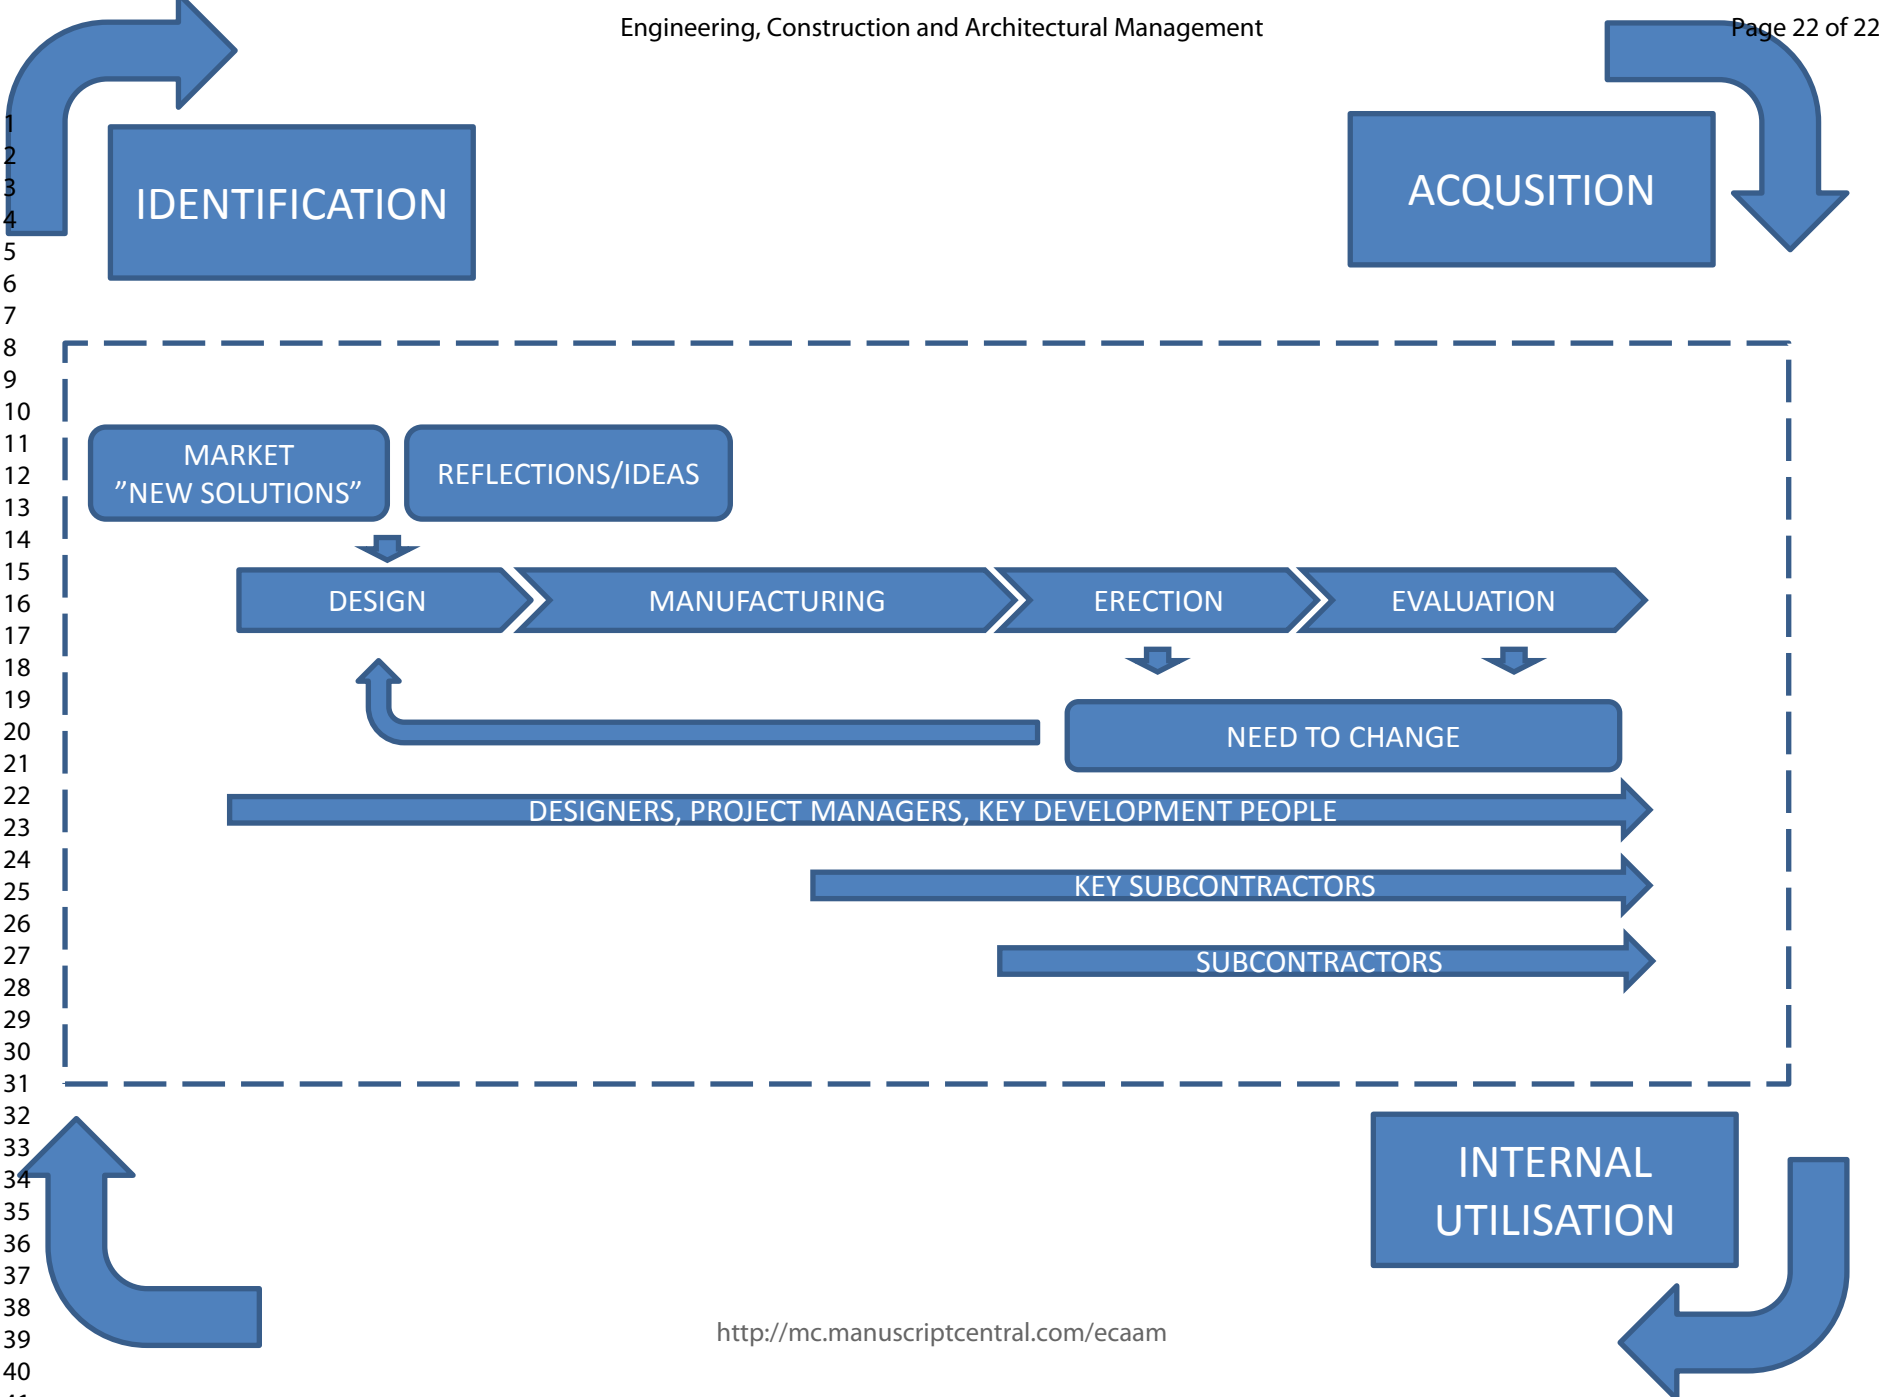 Engineering, Construction and Architectural Management
Page 22 of 22
IDENTIFICATION
ACQUSITION
1
2
3
4
5
6
7
8
9
10
11
12
13
14
15
16
17
18
19
20
21
22
23
24
25
26
27
28
29
30
31
32
33
34
35
36
37
38
39
40
MARKET
”NEW SOLUTIONS”
REFLECTIONS/IDEAS
DESIGN
MANUFACTURING
ERECTION
EVALUATION
NEED TO CHANGE
DESIGNERS, PROJECT MANAGERS, KEY DEVELOPMENT PEOPLE
KEY SUBCONTRACTORS
SUBCONTRACTORS
INTERNAL
UTILISATION
http://mc.manuscriptcentral.com/ecaam